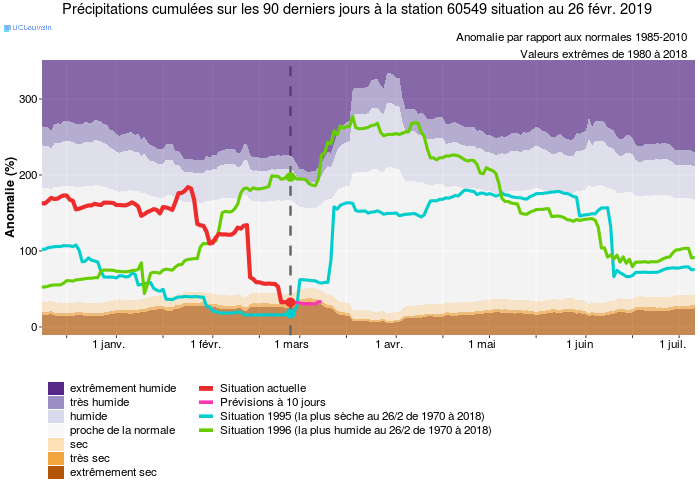 Précipitations cumulées sur les 90 derniers jours à la station 60549 situation au 26 févr. 2019
UCLouvain
Anomalie par rapport aux normales 1985-2010
Valeurs extrêmes de 1980 à 2018
Anomalie (%)
300
200
100
0
1 janv.
1 févr.
1 mars
1 avr.
1 mai
1 juin
1 juil.
extrêmement humide
très humide
humide
proche de la normale
sec
très sec
extrêmement sec
Situation actuelle
Prévisions à 10 jours
Situation 1995 (la plus sèche au 26/2 de 1970 à 2018)
Situation 1996 (la plus humide au 26/2 de 1970 à 2018)